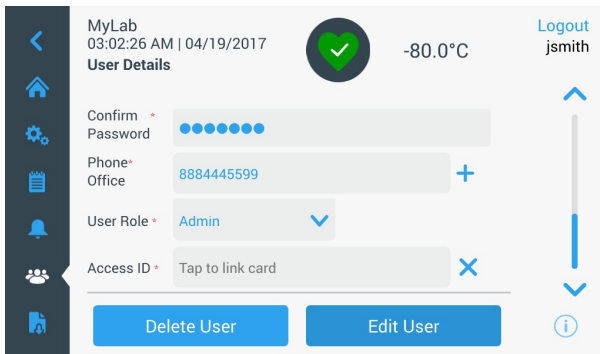 MyLab
Logout
03:02:26 AM | 04/19/2017
-80.0°C
jsmith
User Details
Confirm *
Password
●●●●●●●
Phone*
Office
8884445599
+
User Role *
Admin
Access ID *
Tap to link card
Delete User
Edit User
i